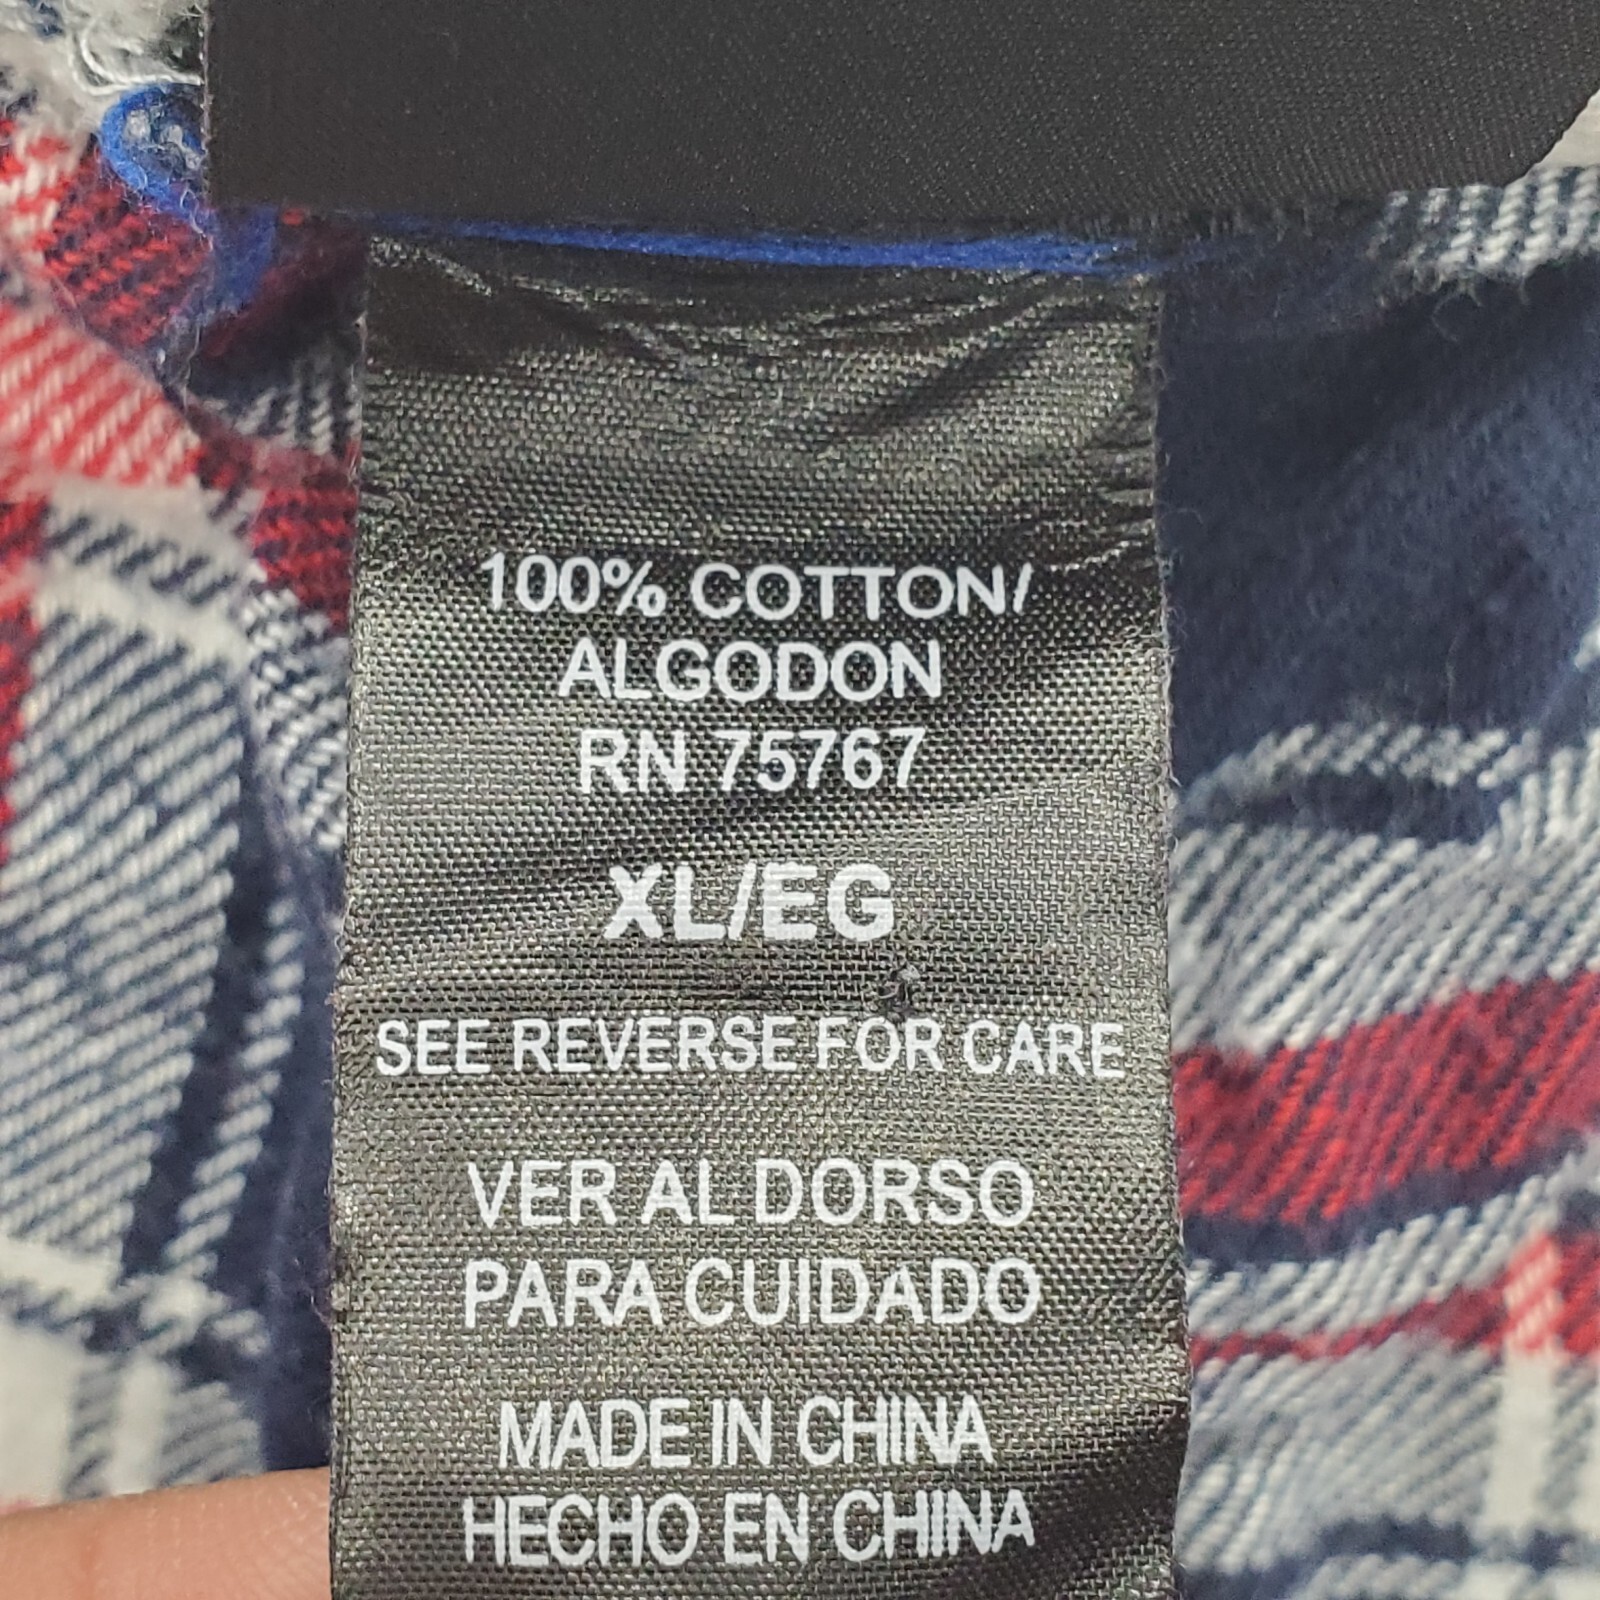 100% COTTON/
ALGODON
RN 75767
XL/EG
SEE REVERSE FOR CARE
VER AL DORSO
PARA CUIDADO
MADE IN CHINA
HECHO EN CHINA